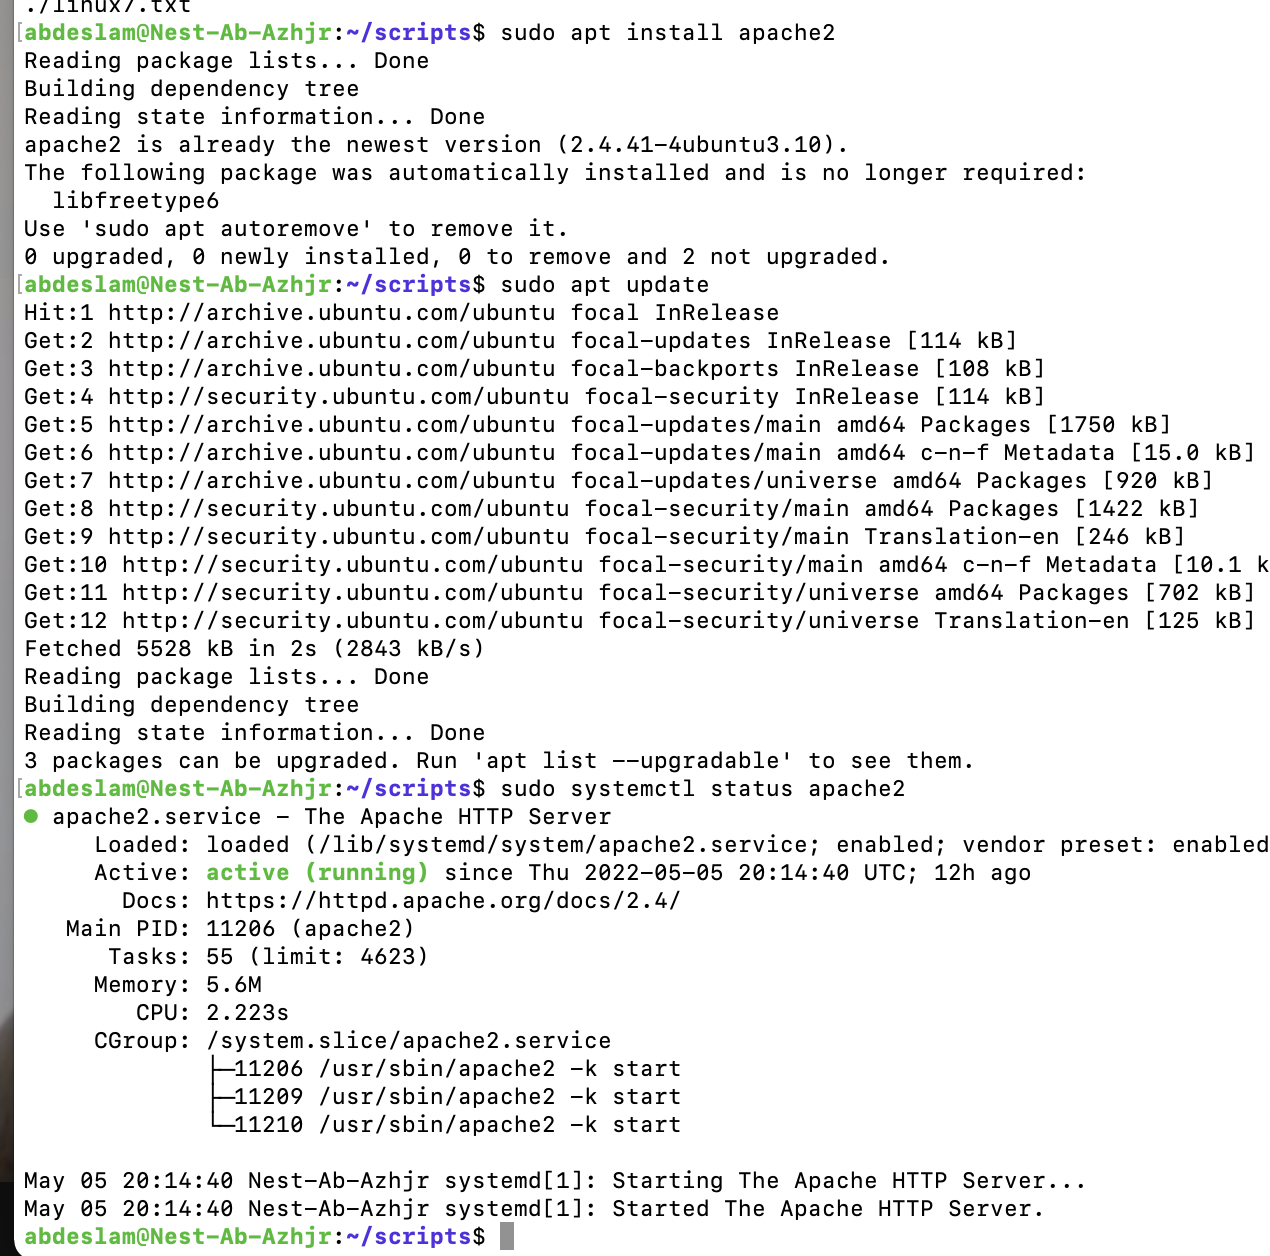 ./linux7.txt
[abdeslam@Nest-Ab-Azhjr:~/scripts$ sudo apt install apache2
Reading package lists... Done
Building dependency tree
Reading state information... Done
apache2 is already the newest version (2.4.41-4ubuntu3.10).
The following package was automatically installed and is no longer required:
  libfreetype6
Use 'sudo apt autoremove' to remove it.
0 upgraded, 0 newly installed, 0 to remove and 2 not upgraded.
[abdeslam@Nest-Ab-Azhjr:~/scripts$ sudo apt update
Hit:1 http://archive.ubuntu.com/ubuntu focal InRelease
Get:2 http://archive.ubuntu.com/ubuntu focal-updates InRelease [114 kB]
Get:3 http://archive.ubuntu.com/ubuntu focal-backports InRelease [108 kB]
Get:4 http://security.ubuntu.com/ubuntu focal-security InRelease [114 kB]
Get:5 http://archive.ubuntu.com/ubuntu focal-updates/main amd64 Packages [1750 kB]
Get:6 http://archive.ubuntu.com/ubuntu focal-updates/main amd64 c-n-f Metadata [15.0 kB]
Get:7 http://archive.ubuntu.com/ubuntu focal-updates/universe amd64 Packages [920 kB]
Get:8 http://security.ubuntu.com/ubuntu focal-security/main amd64 Packages [1422 kB]
Get:9 http://security.ubuntu.com/ubuntu focal-security/main Translation-en [246 kB]
Get:10 http://security.ubuntu.com/ubuntu focal-security/main amd64 c-n-f Metadata [10.1 k
Get:11 http://security.ubuntu.com/ubuntu focal-security/universe amd64 Packages [702 kB]
Get:12 http://security.ubuntu.com/ubuntu focal-security/universe Translation-en [125 kB]
Fetched 5528 kB in 2s (2843 kB/s)
Reading package lists... Done
Building dependency tree
Reading state information... Done
3 packages can be upgraded. Run 'apt list --upgradable' to see them.
[abdeslam@Nest-Ab-Azhjr:~/scripts$ sudo systemctl status apache2
● apache2.service - The Apache HTTP Server
     Loaded: loaded (/lib/systemd/system/apache2.service; enabled; vendor preset: enabled
     Active: active (running) since Thu 2022-05-05 20:14:40 UTC; 12h ago
       Docs: https://httpd.apache.org/docs/2.4/
   Main PID: 11206 (apache2)
      Tasks: 55 (limit: 4623)
     Memory: 5.6M
        CPU: 2.223s
     CGroup: /system.slice/apache2.service
             ├─11206 /usr/sbin/apache2 -k start
             ├─11209 /usr/sbin/apache2 -k start
             └─11210 /usr/sbin/apache2 -k start

May 05 20:14:40 Nest-Ab-Azhjr systemd[1]: Starting The Apache HTTP Server...
May 05 20:14:40 Nest-Ab-Azhjr systemd[1]: Started The Apache HTTP Server.
abdeslam@Nest-Ab-Azhjr:~/scripts$